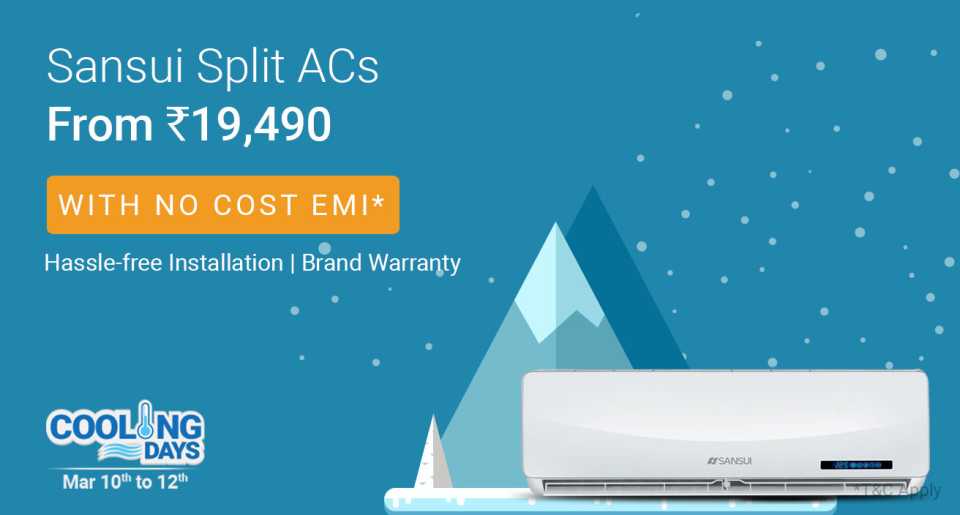 Sansui Split ACs
From ₹19,490
WITH NO COST EMI*
Hassle-free Installation | Brand Warranty
COOLING
DAYS
Mar 10th to 12th
SANSUI
*T&C Apply